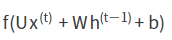 f(Ux⁽ᵗ⁾ + Wh⁽ᵗ⁻¹⁾ + b)